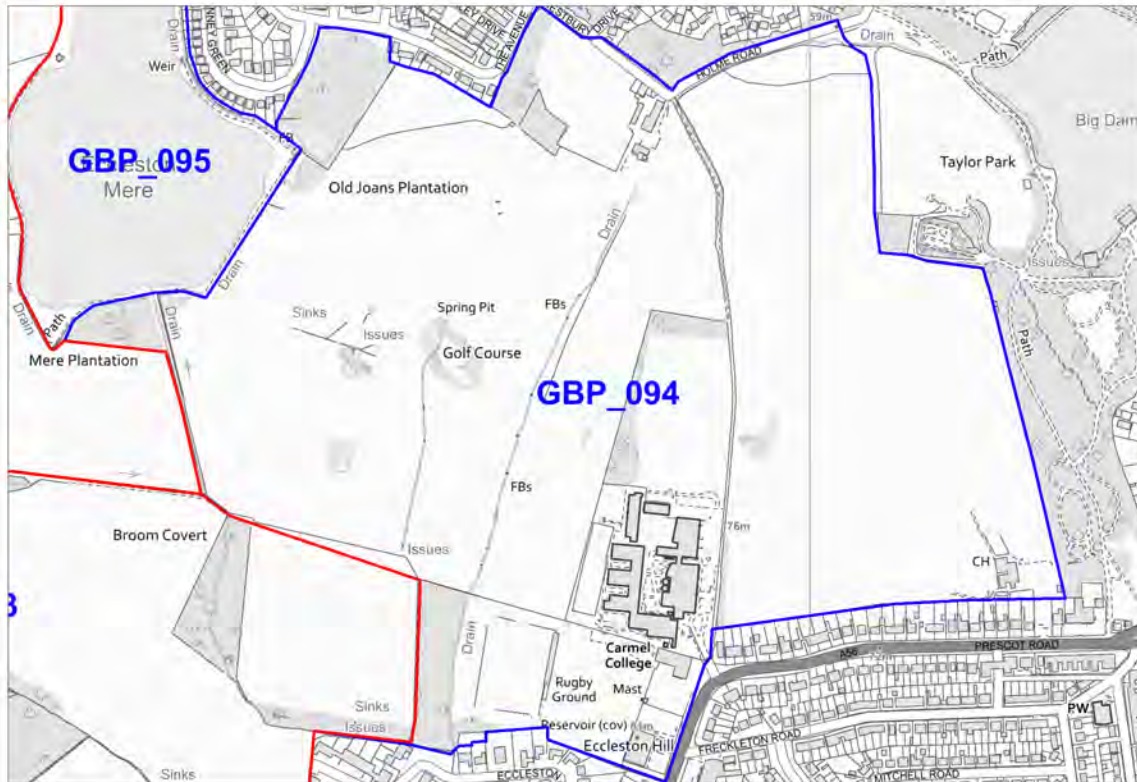 59m
Drain
HOLME ROAD
Path
Drain
Weir
GBP_095
Mere
Big Dam
Taylor Park
Old Joans Plantation
Drain
Issues
Drain
Drain
Path
Drain
Sinks
Issues
Spring Pit
FBs
Golf Course
Path
Mere Plantation
GBP_094
FBs
76m
Broom Covert
Issues
CH
Drain
A58
PRESCOT ROAD
Carmel
College
Rugby
Ground
Mast
Sinks
Issues
Reservoir (cov)
Eccleston Hill
PW
FRECKLETON ROAD
ECCLESTON
MITCHELL ROAD
Sinks